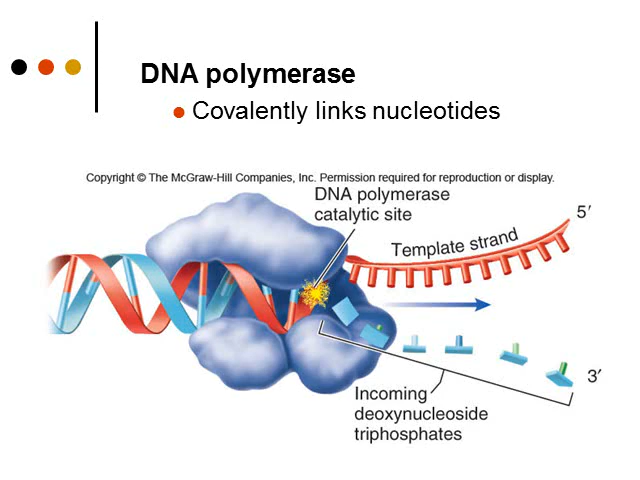 DNA polymerase
Covalently links nucleotides
Copyright © The McGraw-Hill Companies, Inc. Permission required for reproduction or display.
DNA polymerase
catalytic site
5′
Template strand
3′
Incoming
deoxynucleoside
triphosphates